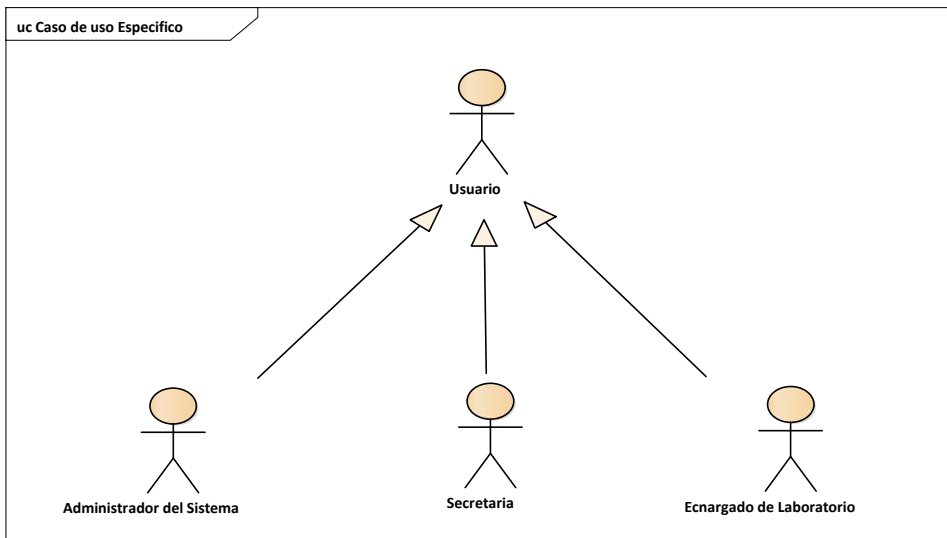 uc Caso de uso Especifico
Usuario
Administrador del Sistema
Secretaria
Ecnargado de Laboratorio